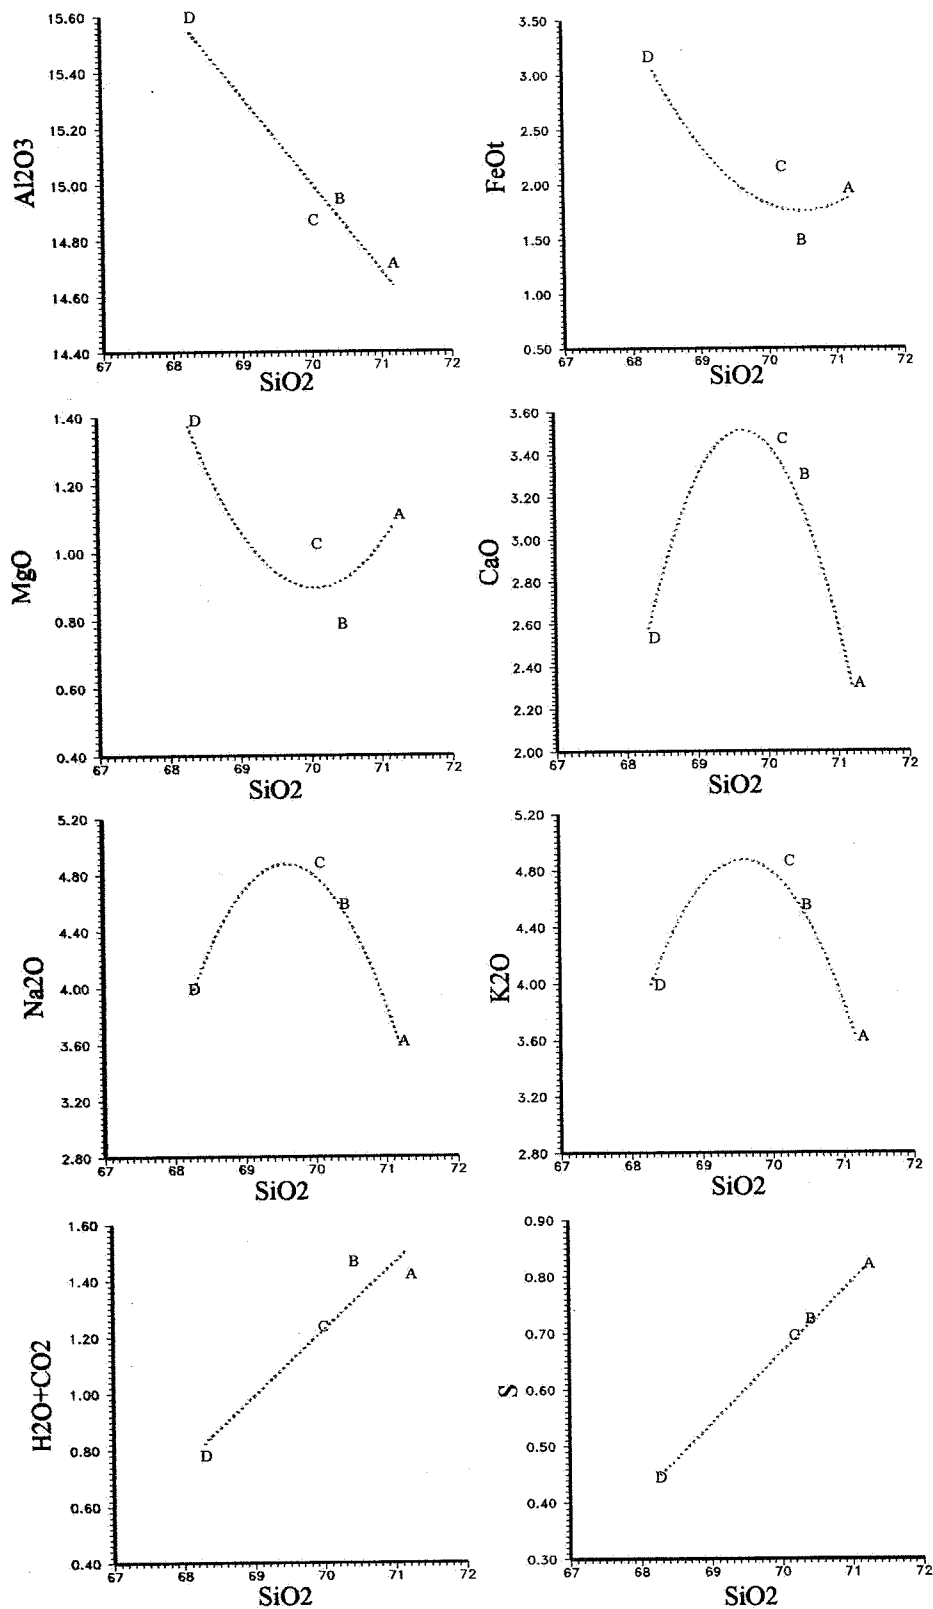 15.60
15.40
15.20
15.00
14.80
14.60
14.40
Al2O3
D
B
C
A
67 68 69 70 71 72
SiO2
3.50
3.00
2.50
2.00
1.50
1.00
0.50
FeOt
D
C
A
B
67 68 69 70 71 72
SiO2
1.40
1.20
1.00
0.80
0.60
0.40
MgO
D
A
C
B
67 68 69 70 71 72
SiO2
3.60
3.40
3.20
3.00
2.80
2.60
2.40
2.20
2.00
CaO
C
B
D
A
67 68 69 70 71 72
SiO2
5.20
4.80
4.40
4.00
3.60
3.20
2.80
Na2O
C
B
D
A
67 68 69 70 71 72
SiO2
5.20
4.80
4.40
4.00
3.60
3.20
2.80
K2O
C
B
D
A
67 68 69 70 71 72
SiO2
1.60
1.40
1.20
1.00
0.80
0.60
0.40
H2O+CO2
B
A
C
D
67 68 69 70 71 72
SiO2
0.90
0.80
0.70
0.60
0.50
0.40
0.30
S
A
B
C
D
67 68 69 70 71 72
SiO2